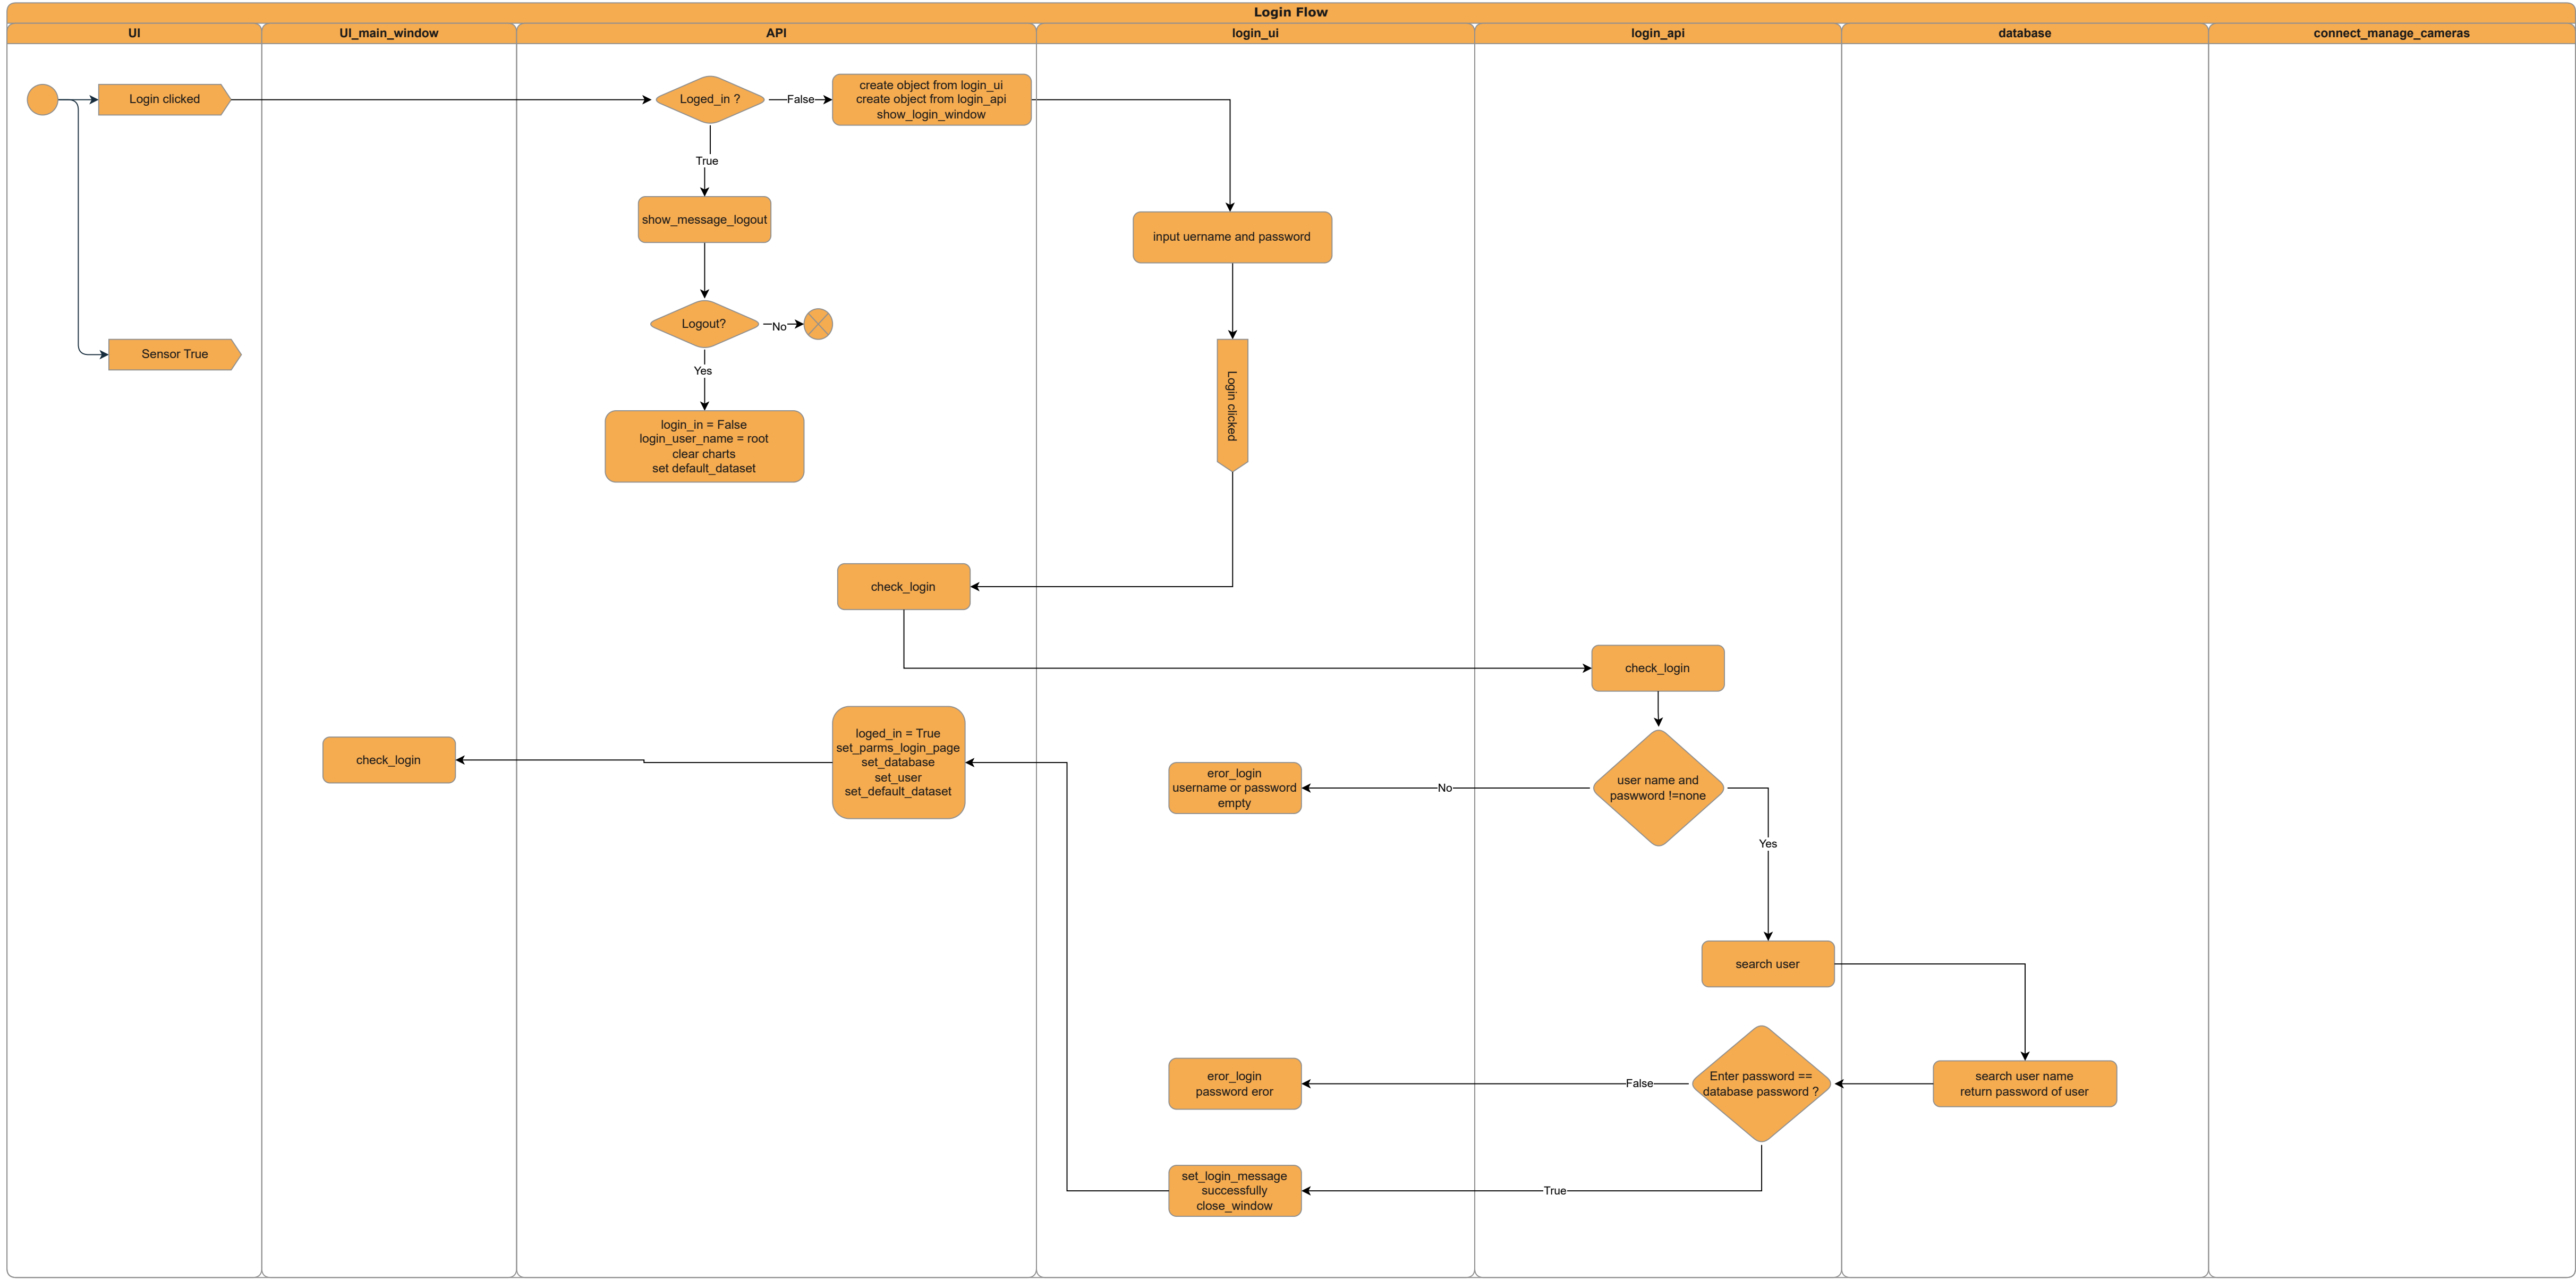 Login Flow
UI
UI_main_window
API
login_ui
login_api
database
connect_manage_cameras
Login clicked
Loged_in ?
False
create object from login_ui
create object from login_api
show_login_window
True
show_message_logout
input uername and password
Logout?
No
Sensor True
Yes
Login clicked
login_in = False
login_user_name = root
clear charts
set default_dataset
check_login
check_login
loged_in = True
set_parms_login_page
set_database
set_user
set_default_dataset
check_login
eror_login
username or password
empty
No
user name and
paswword !=none
Yes
search user
eror_login
password eror
False
Enter password ==
database password ?
search user name
return password of user
set_login_message
successfully
close_window
True